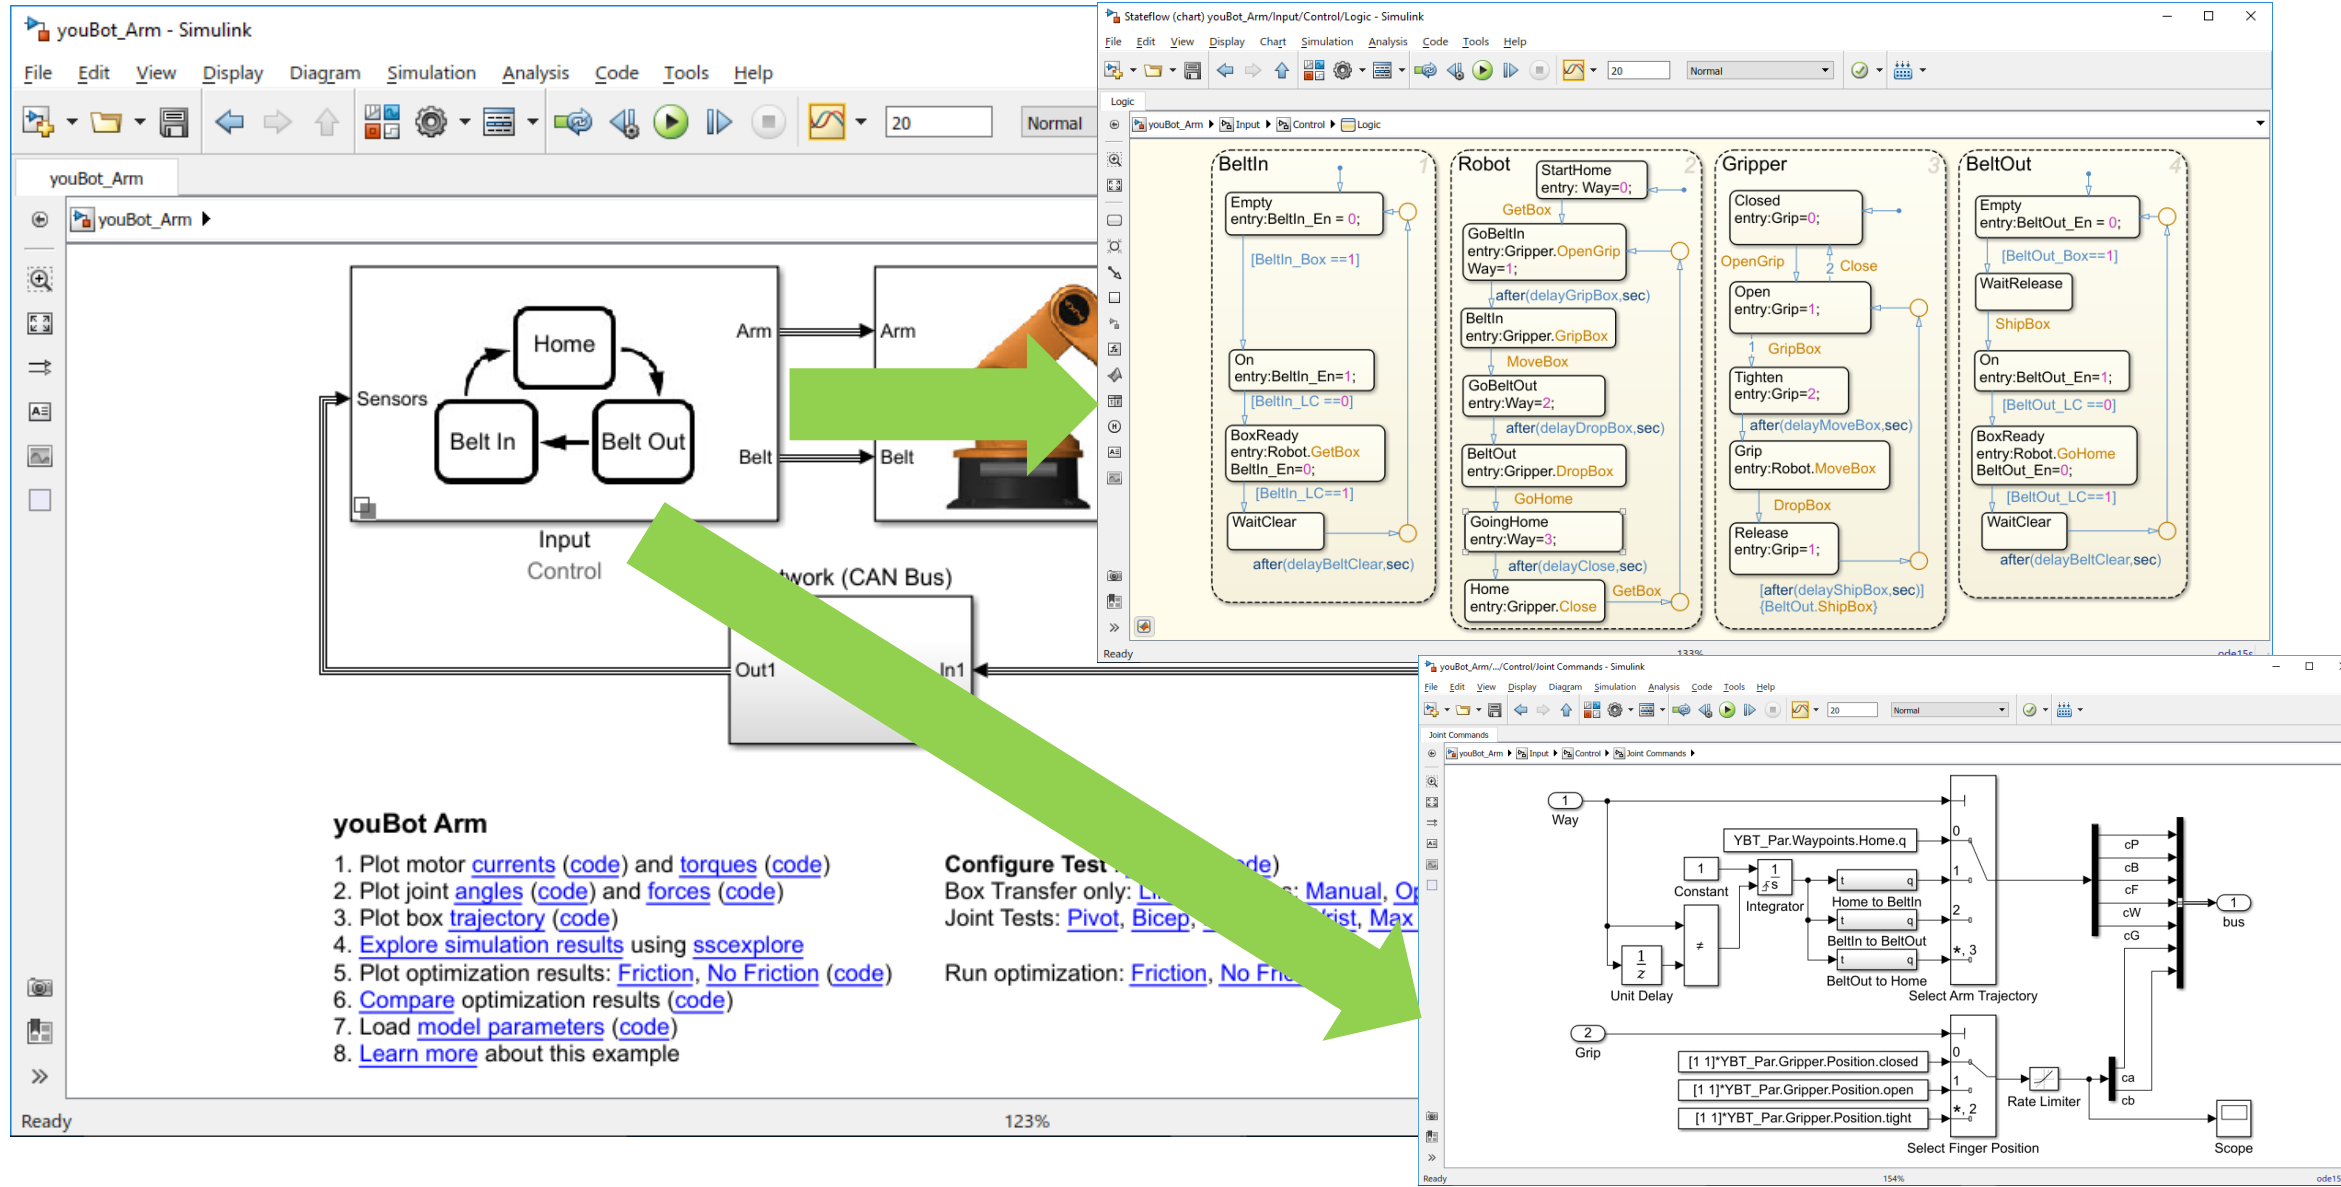 youBot_Arm - Simulink
File Edit View Display Diagram Simulation Analysis Code Tools Help
20 Normal
youBot_Arm
youBot_Arm
Home
Belt In
Belt Out
Sensors
Arm
Belt
Arm
Belt
Input
Control
work (CAN Bus)
Out1
In1
youBot Arm
1. Plot motor currents (code) and torques (code)
2. Plot joint angles (code) and forces (code)
3. Plot box trajectory (code)
4. Explore simulation results using sscexplore
5. Plot optimization results: Friction, No Friction (code)
6. Compare optimization results (code)
7. Load model parameters (code)
8. Learn more about this example
Configure Test
Box Transfer only: Manual,
Joint Tests: Pivot, Bicep, Max
Run optimization: Friction, No
Ready 123%
Stateflow (chart) youBot_Arm/Input/Control/Logic - Simulink
File Edit View Display Chart Simulation Analysis Code Tools Help
20 Normal
Logic
youBot_Arm Input Control Logic
BeltIn 1
Empty
entry:BeltIn_En = 0;
[BeltIn_Box ==1]
On
entry:BeltIn_En=1;
[BeltIn_LC ==0]
BoxReady
entry:Robot.GetBox
BeltIn_En=0;
[BeltIn_LC==1]
WaitClear
after(delayBeltClear,sec)
Robot 2
StartHome
entry: Way=0;
GetBox
GoBeltIn
entry:Gripper.OpenGrip
Way=1;
after(delayGripBox,sec)
BeltIn
entry:Gripper.GripBox
MoveBox
GoBeltOut
entry:Way=2;
after(delayDropBox,sec)
BeltOut
entry:Gripper.DropBox
GoHome
GoingHome
entry:Way=3;
after(delayClose,sec)
Home
entry:Gripper.Close
GetBox
Gripper 3
Closed
entry:Grip=0;
OpenGrip
2 Close
Open
entry:Grip=1;
1 GripBox
Tighten
entry:Grip=2;
after(delayMoveBox,sec)
Grip
entry:Robot.MoveBox
DropBox
Release
entry:Grip=1;
[after(delayShipBox,sec)]
{BeltOut.ShipBox}
BeltOut 4
Empty
entry:BeltOut_En = 0;
[BeltOut_Box==1]
WaitRelease
ShipBox
On
entry:BeltOut_En=1;
[BeltOut_LC ==0]
BoxReady
entry:Robot.GoHome
BeltOut_En=0;
[BeltOut_LC==1]
WaitClear
after(delayBeltClear,sec)
Ready 133% ode15s
youBot_Arm/.../Control/Joint Commands - Simulink
File Edit View Display Diagram Simulation Analysis Code Tools Help
20 Normal
Joint Commands
youBot_Arm Input Control Joint Commands
1
Way
YBT_Par.Waypoints.Home.q
1
Constant
1
s
Integrator
t q
Home to BeltIn
t q
BeltIn to BeltOut
t q
BeltOut to Home
≠
1
z
Unit Delay
0
1
2
*, 3
Select Arm Trajectory
cP
cB
cF
cW
cG
1
bus
2
Grip
[1 1]*YBT_Par.Gripper.Position.closed
[1 1]*YBT_Par.Gripper.Position.open
[1 1]*YBT_Par.Gripper.Position.tight
0
1
*, 2
Select Finger Position
Rate Limiter
ca
cb
Scope
Ready 154%